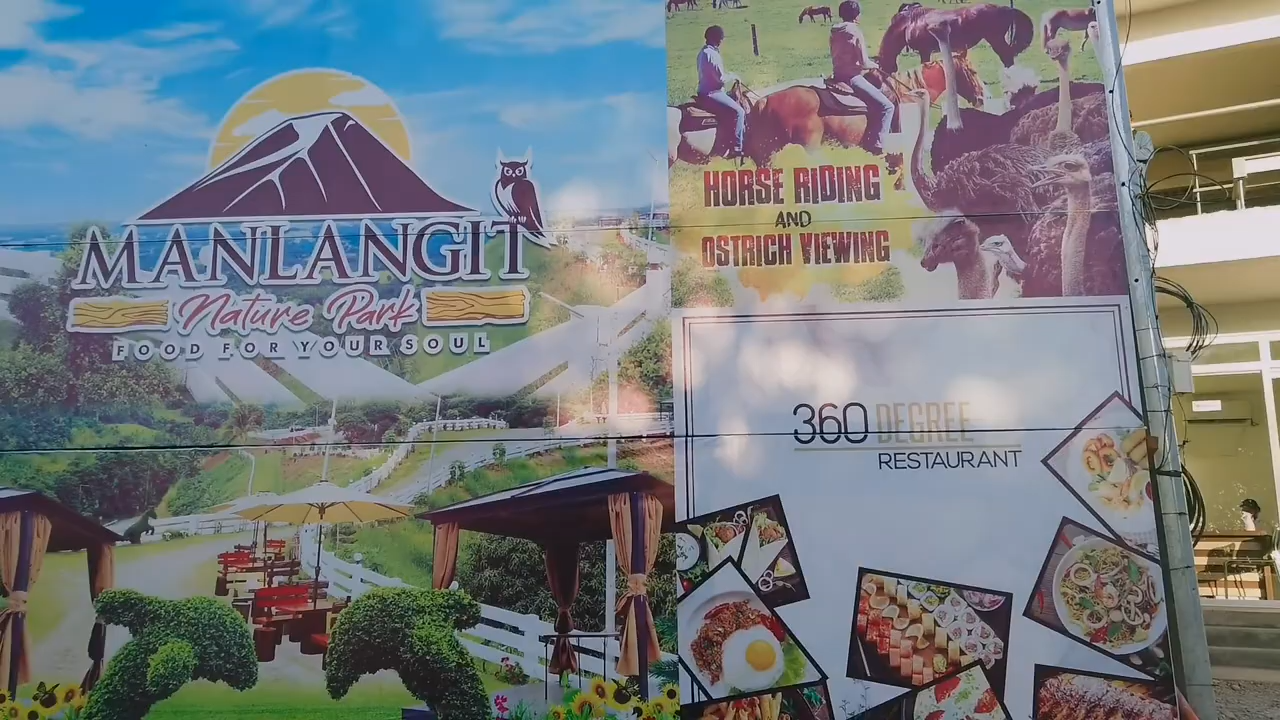 MANLANGIT
Nature Park
FOOD FOR YOUR SOUL
HORSE RIDING
AND
OSTRICH VIEWING
360 DEGREE
RESTAURANT